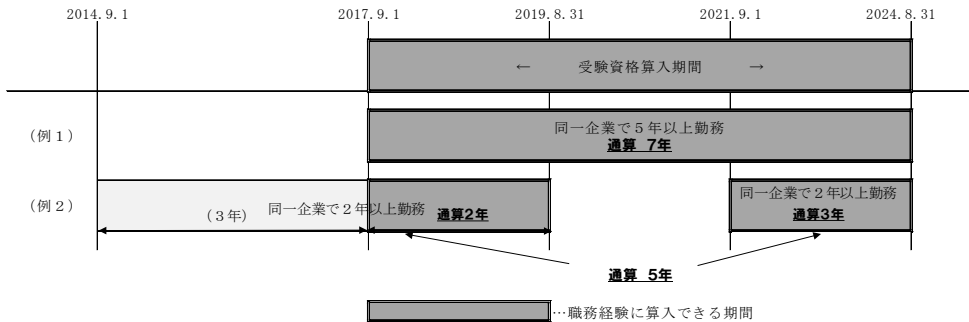 2014.9.1 2017.9.1 2019.8.31 2021.9.1 2024.8.31
← 受験資格算入期間 →
(例1) 同一企業で5年以上勤務
通算 7年
(例2) 同一企業で2年以上勤務 同一企業で2年以上勤務
(3年) 通算2年 通算3年
通算 5年
…職務経験に算入できる期間